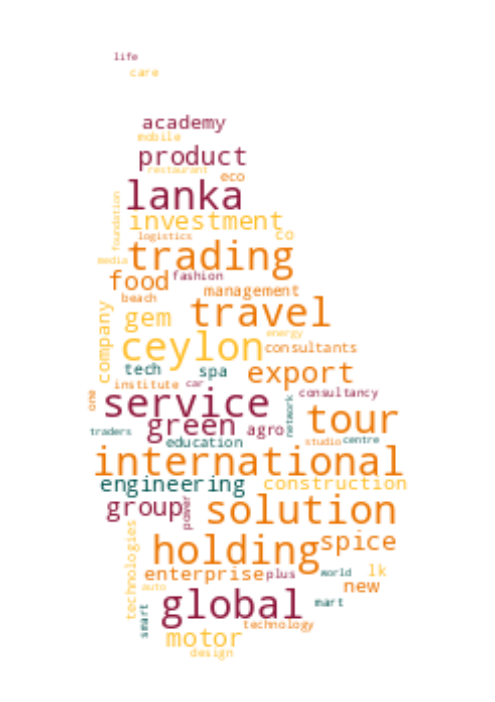 life
care
academy
mobile
product
restaurant
eco
lanka
foundation
investment
logistics
co
trading
media
food
fashion
beach
management
travel
gem
company
energy
ceylon
consultants
tech
spa
export
institute
car
one
consultancy
service
tour
green
network
agro
traders
education
studio
centre
international
engineering
construction
group
power
solution
technologies
holding
spice
enterprise
plus
world
lk
auto
new
global
mart
smart
technology
motor
design